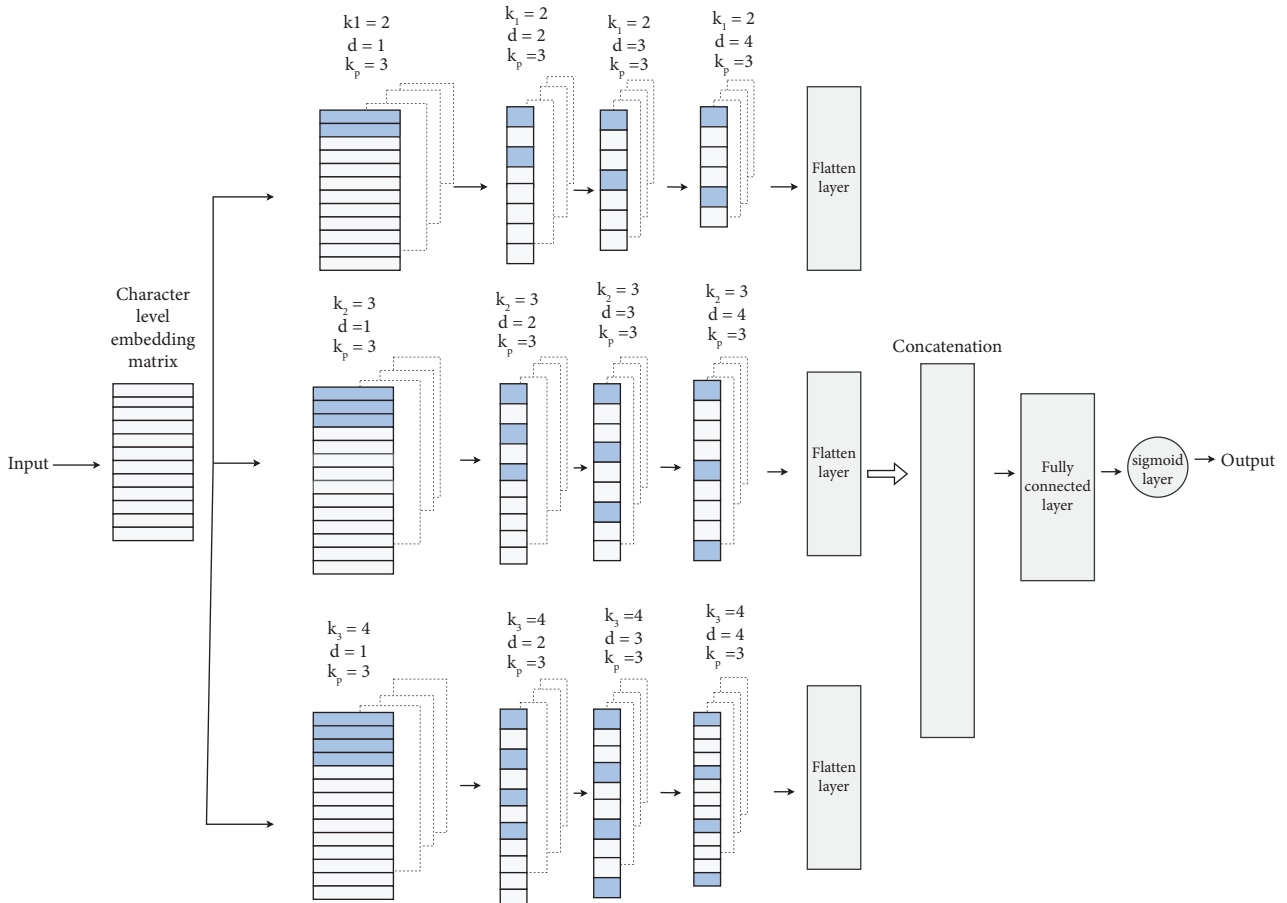 k1 = 2
d = 1
kₚ = 3
k₁ = 2
d = 2
kₚ =3
k₁ = 2
d =3
kₚ =3
k₁ = 2
d = 4
kₚ =3
Flatten
layer
Character
level
embedding
matrix
Input
k₂ = 3
d =1
kₚ = 3
k₂ = 3
d = 2
kₚ =3
k₂ = 3
d =3
kₚ =3
k₂ = 3
d = 4
kₚ =3
Flatten
layer
Concatenation
Fully
connected
layer
sigmoid
layer
Output
k₃ = 4
d = 1
kₚ = 3
k₃ =4
d = 2
kₚ =3
k₃ =4
d = 3
kₚ =3
k₃ =4
d = 4
kₚ =3
Flatten
layer